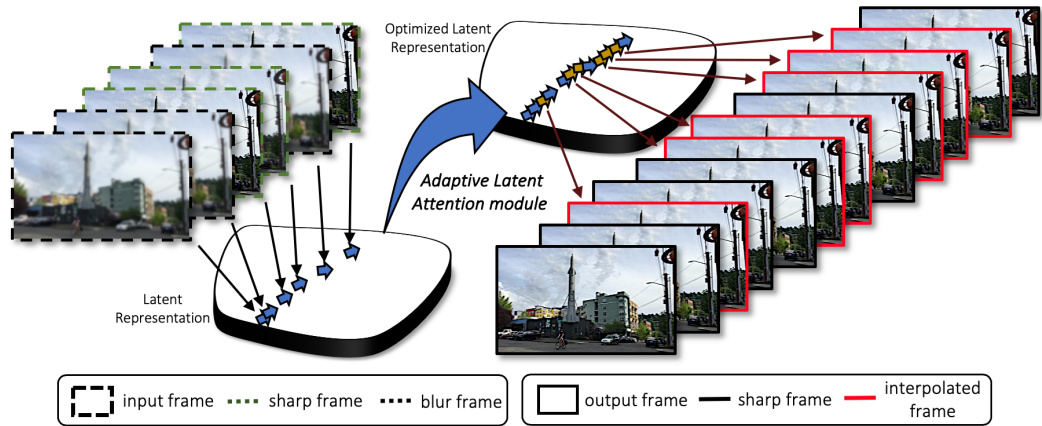 Optimized Latent
Representation
Adaptive Latent
Attention module
Latent
Representation
input frame
sharp frame
blur frame
output frame
sharp frame
interpolated
frame